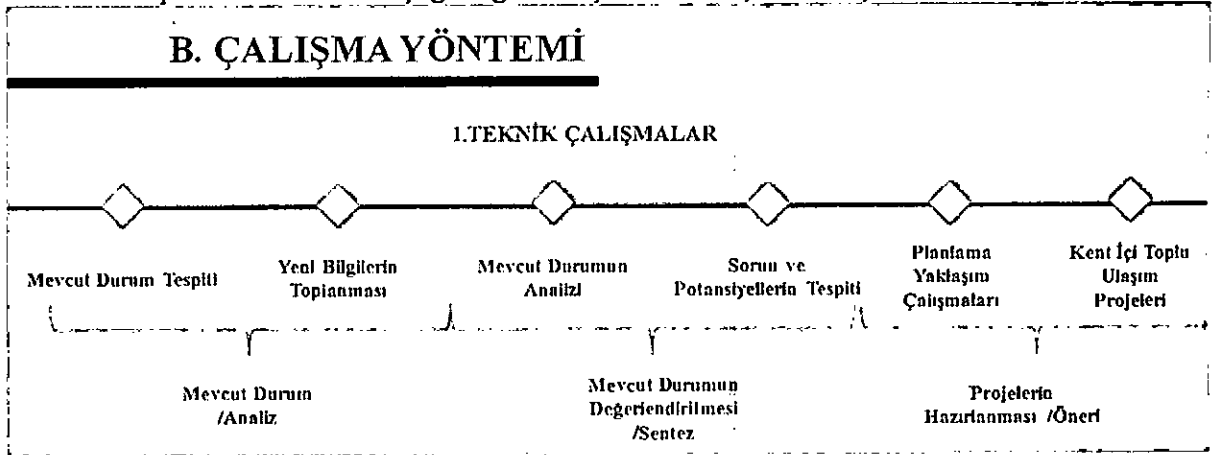 B. ÇALIŞMA YÖNTEMİ
1.TEKNİK ÇALIŞMALAR
Mevcut Durum Tespiti
Yeni Bilgilerin
Toplanması
Mevcut Durumun
Analizi
Sorun ve
Potansiyellerin Tespiti
Planlama
Yaklaşım
Çalışmaları
Kent İçi Toplu
Ulaşım
Projeleri
Mevcut Durum
/Analiz
Mevcut Durumun
Değerlendirilmesi
/Sentez
Projelerin
Hazırlanması /Öneri